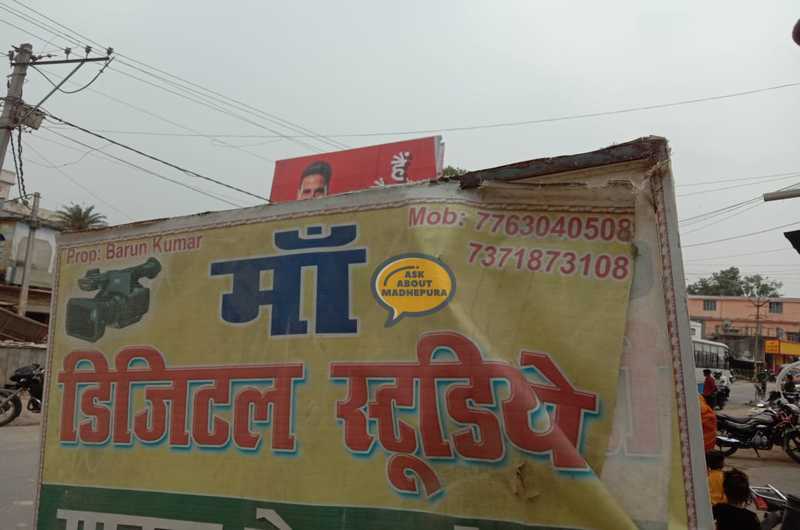 हैं
Prop: Barun Kumar
Mob: 7763040508
7371873108
माँ
ASK
ABOUT
MADHEPURA
डिजिटल स्टूडिये